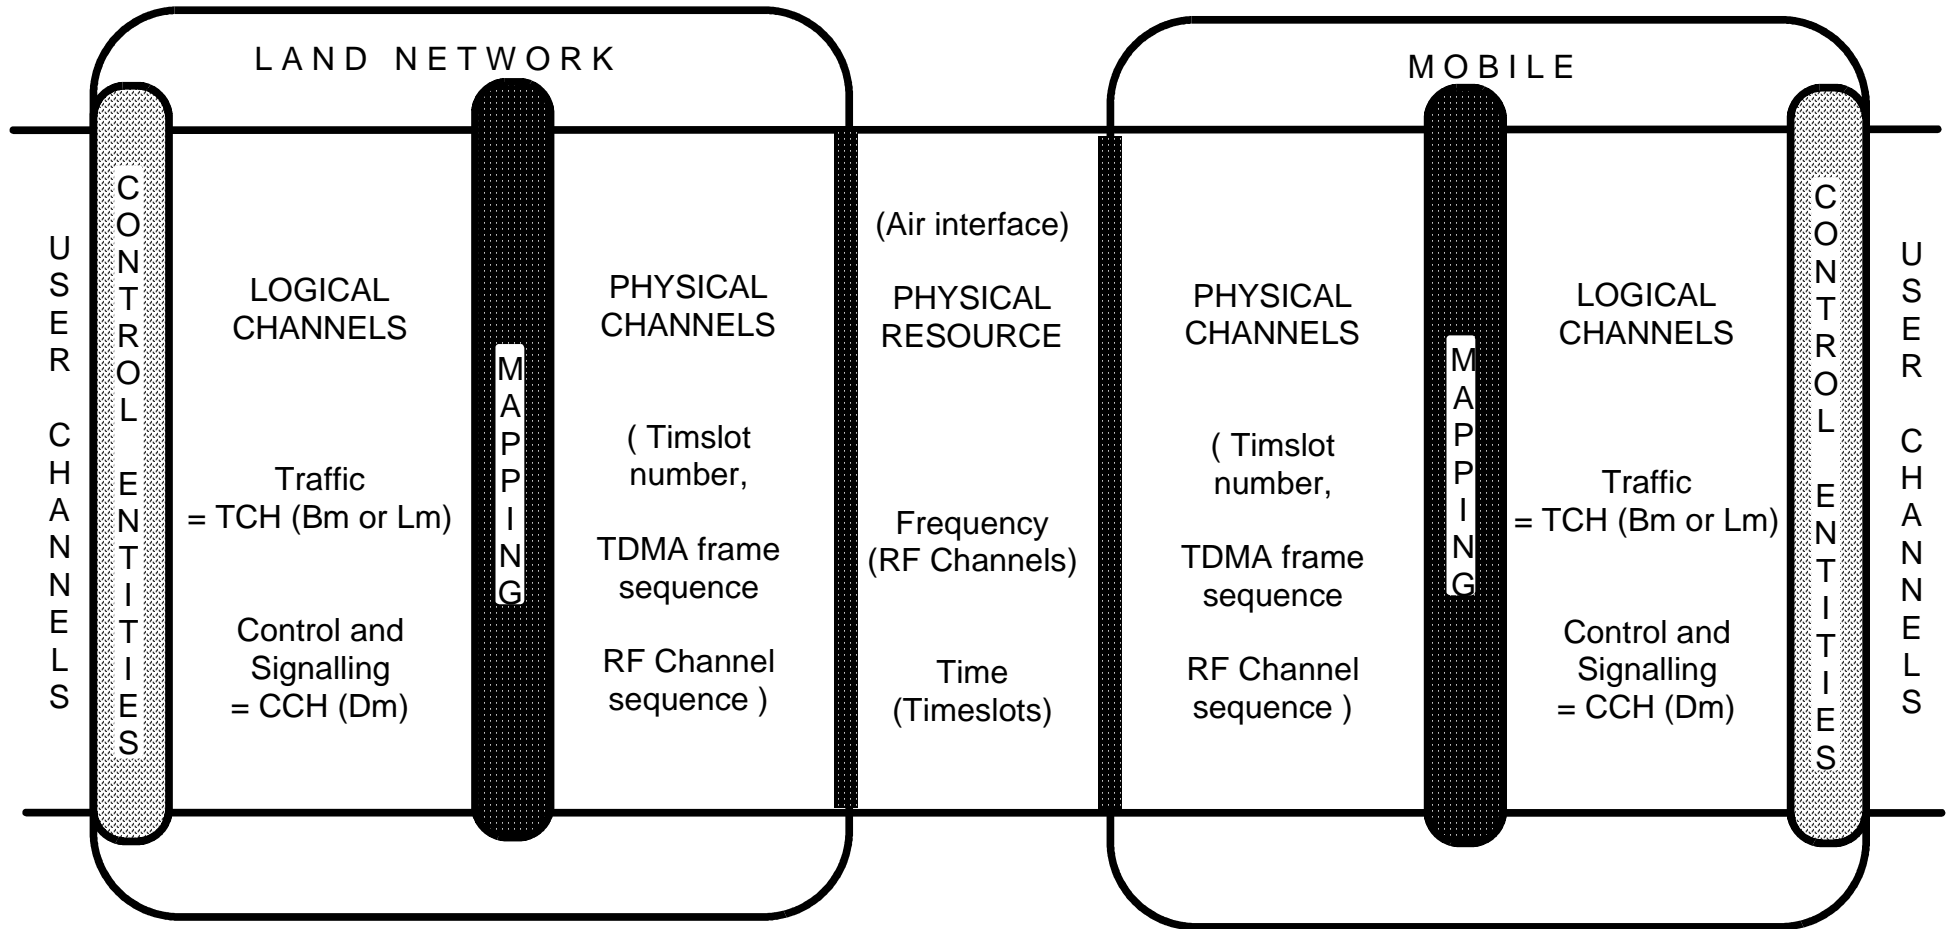 LAND NETWORK
MOBILE
USER CHANNELS
CONTROL ENTITIES
LOGICAL
CHANNELS
Traffic
= TCH (Bm or Lm)
Control and
Signalling
= CCH (Dm)
MAPPING
PHYSICAL
CHANNELS
( Timslot
number,
TDMA frame
sequence
RF Channel
sequence )
(Air interface)
PHYSICAL
RESOURCE
Frequency
(RF Channels)
Time
(Timeslots)
PHYSICAL
CHANNELS
( Timslot
number,
TDMA frame
sequence
RF Channel
sequence )
MAPPING
LOGICAL
CHANNELS
Traffic
= TCH (Bm or Lm)
Control and
Signalling
= CCH (Dm)
CONTROL ENTITIES
USER CHANNELS